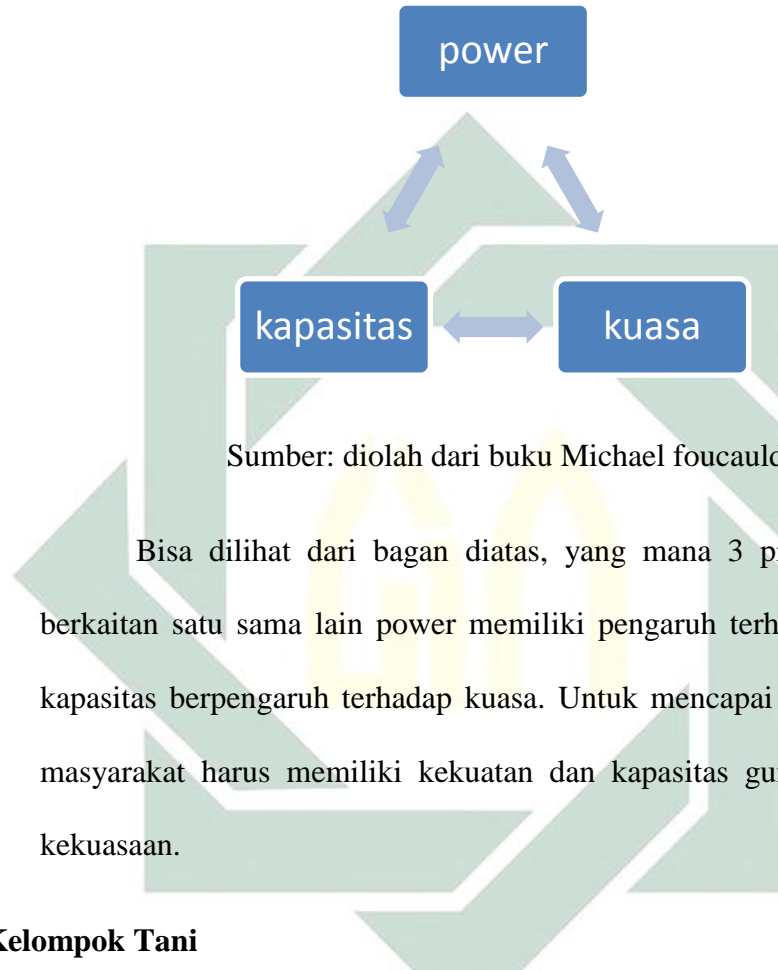 power
kapasitas kuasa
Sumber: diolah dari buku Michael foucauld
Bisa dilihat dari bagan diatas, yang mana 3
berkaitan satu sama lain power memiliki pengaruh
kapasitas berpengaruh terhadap kuasa. Untuk mencapai
masyarakat harus memiliki kekuatan dan kapasitas
kekuasaan.
Kelompok Tani